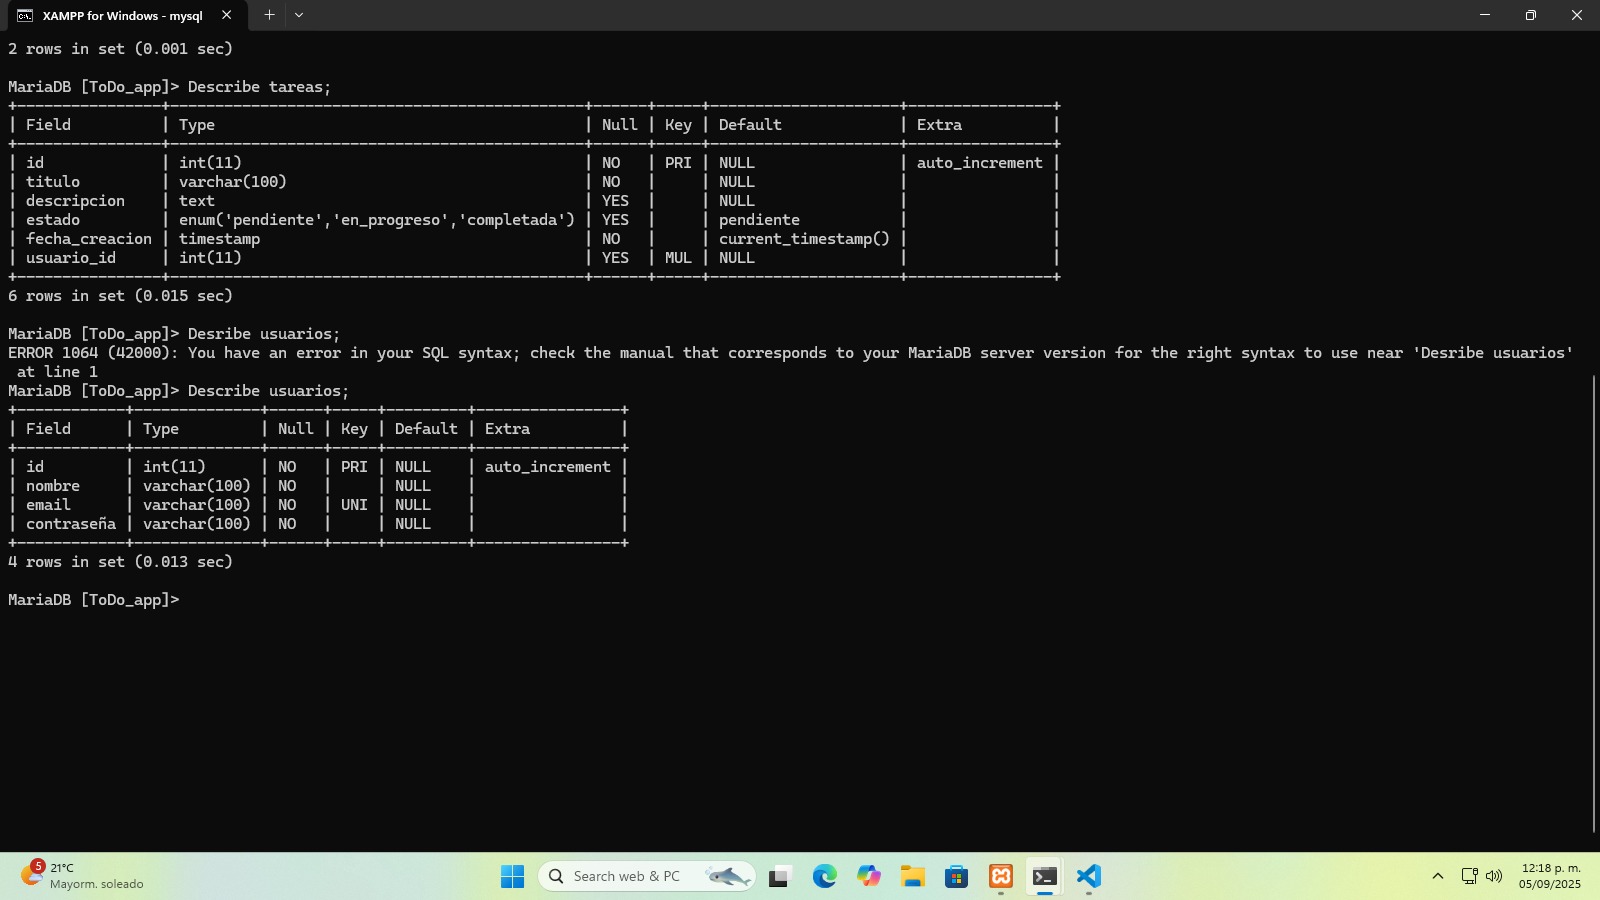 XAMPP for Windows - mysql
2 rows in set (0.001 sec)
MariaDB [ToDo_app]> Describe tareas;
+----------------+----------------------------------------------+------+-----+---------------------+----------------+
| Field          | Type                                         | Null | Key | Default             | Extra          |
+----------------+----------------------------------------------+------+-----+---------------------+----------------+
| id             | int(11)                                      | NO   | PRI | NULL                | auto_increment |
| titulo         | varchar(100)                                 | NO   |     | NULL                |                |
| descripcion    | text                                         | YES  |     | NULL                |                |
| estado         | enum('pendiente','en_progreso','completada') | YES  |     | pendiente           |                |
| fecha_creacion | timestamp                                    | NO   |     | current_timestamp() |                |
| usuario_id     | int(11)                                      | YES  | MUL | NULL                |                |
+----------------+----------------------------------------------+------+-----+---------------------+----------------+
6 rows in set (0.015 sec)
MariaDB [ToDo_app]> Desribe usuarios;
ERROR 1064 (42000): You have an error in your SQL syntax; check the manual that corresponds to your MariaDB server version for the right syntax to use near 'Desribe usuarios'
 at line 1
MariaDB [ToDo_app]> Describe usuarios;
+------------+--------------+------+-----+---------+----------------+
| Field      | Type         | Null | Key | Default | Extra          |
+------------+--------------+------+-----+---------+----------------+
| id         | int(11)      | NO   | PRI | NULL    | auto_increment |
| nombre     | varchar(100) | NO   |     | NULL    |                |
| email      | varchar(100) | NO   | UNI | NULL    |                |
| contraseña | varchar(100) | NO   |     | NULL    |                |
+------------+--------------+------+-----+---------+----------------+
4 rows in set (0.013 sec)
MariaDB [ToDo_app]>
5
21°C
Mayorm. soleado
Search web & PC
12:18 p. m.
05/09/2025